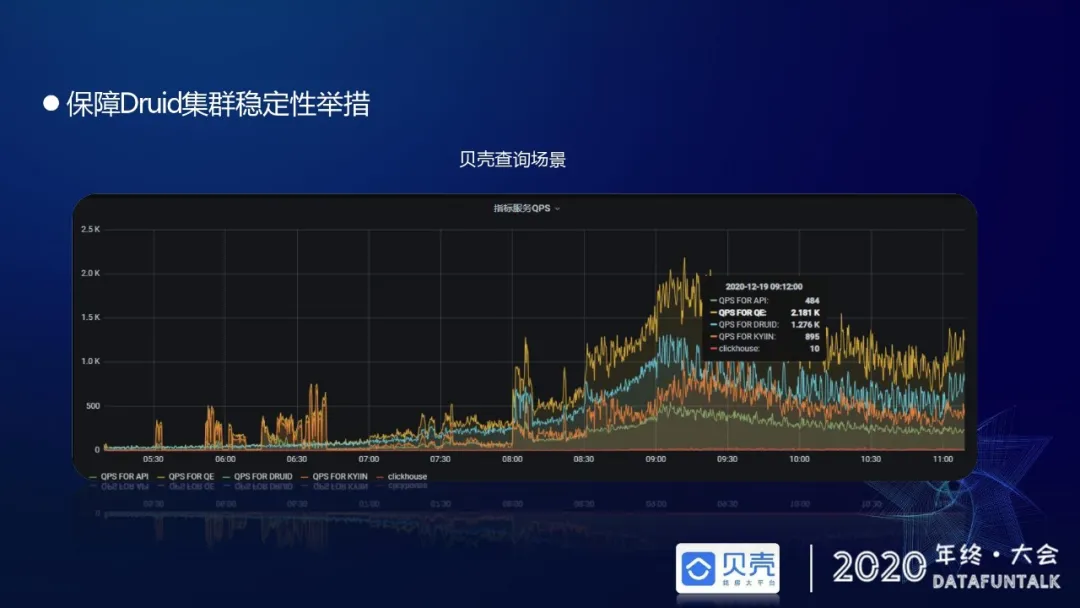 ● 保障Druid集群稳定性举措
贝壳查询场景
指标服务QPS
2.5 K
2.0 K
1.5 K
1.0 K
500
0
2020-12-19 09:12:00
QPS FOR API: 484
QPS FOR QE: 2.181 K
QPS FOR DRUID: 1.276 K
QPS FOR KYIIN: 895
clickhouse: 10
05:30 06:00 06:30 07:00 07:30 08:00 08:30 09:00 09:30 10:00 10:30 11:00
QPS FOR API QPS FOR QE QPS FOR DRUID QPS FOR KYIIN clickhouse
贝壳
找房大平台
2020 年终·大会
DATAFUNTALK